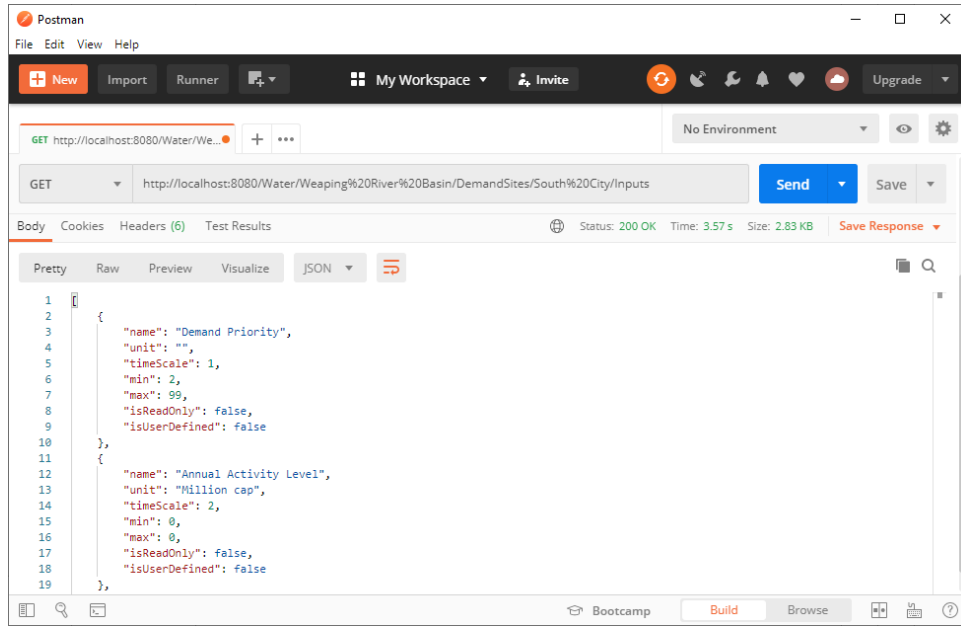 Postman
File Edit View Help
New Import Runner My Workspace Invite Upgrade
GET http://localhost:8080/Water/We... No Environment
GET http://localhost:8080/Water/Weaping%20River%20Basin/DemandSites/South%20City/Inputs Send Save
Body Cookies Headers (6) Test Results Status: 200 OK Time: 3.57 s Size: 2.83 KB Save Response
Pretty Raw Preview Visualize JSON
1 [
2 {
3 "name": "Demand Priority",
4 "unit": "",
5 "timeScale": 1,
6 "min": 2,
7 "max": 99,
8 "isReadOnly": false,
9 "isUserDefined": false
10 },
11 {
12 "name": "Annual Activity Level",
13 "unit": "Million cap",
14 "timeScale": 2,
15 "min": 0,
16 "max": 0,
17 "isReadOnly": false,
18 "isUserDefined": false
19 },
Bootcamp Build Browse